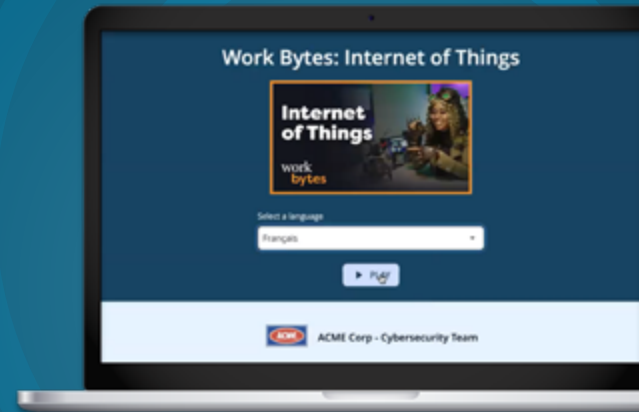 Work Bytes: Internet of Things
Internet
of Things
work
bytes
Select a language
Français
PLAY
ACME
ACME Corp - Cybersecurity Team